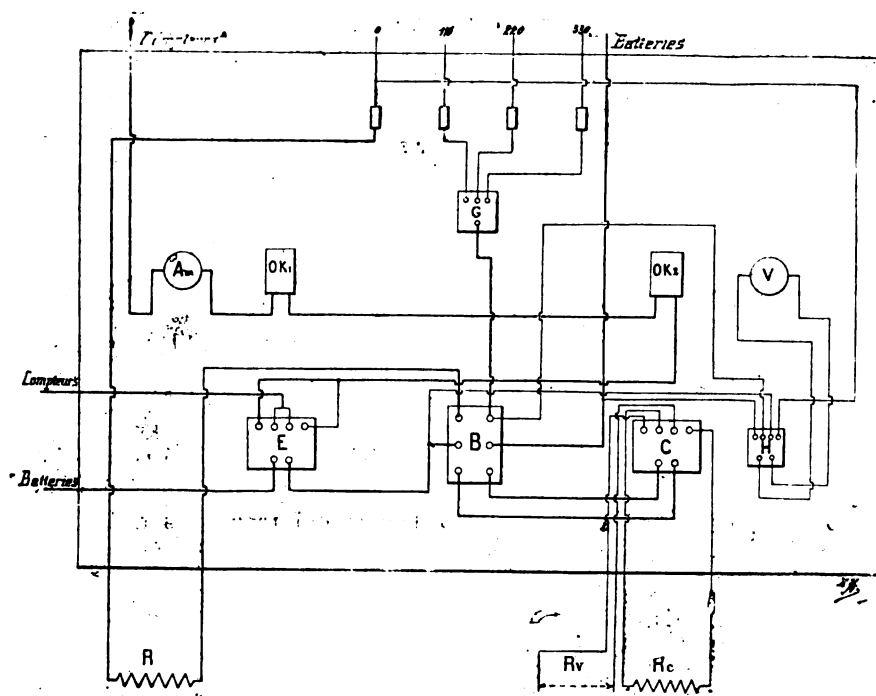 0
110
220
330
Batteries
G
Am
OK1
OK2
V
Compteurs
E
B
C
H
Batteries
R
Rv
Rc